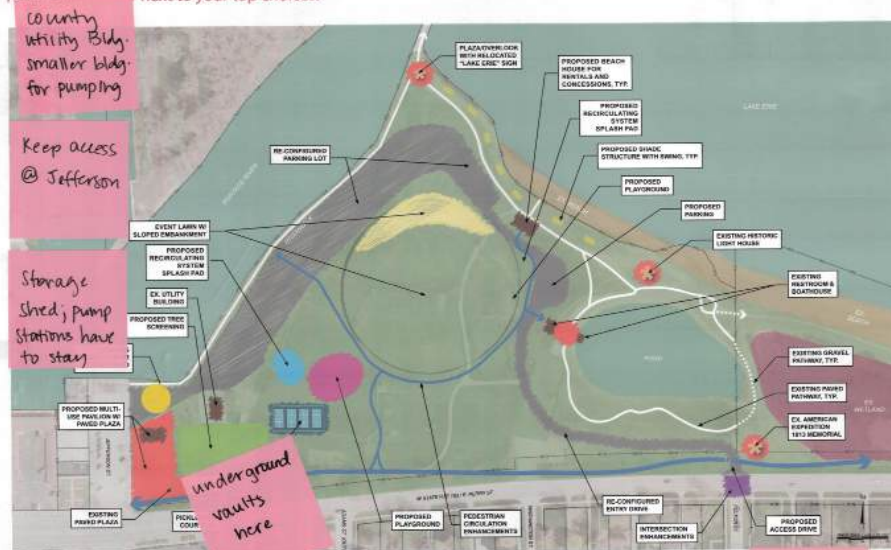 county
utility Bldg.
smaller bldg.
for pumping
Keep access
@ Jefferson
Storage
shed; pump
stations have
to stay
underground
vaults
here
PLAZA/OVERLOOK
WITH RELOCATED
"LAKE ERIE" SIGN
PROPOSED BEACH
HOUSE FOR
RENTALS AND
CONCESSIONS, TYP.
PROPOSED
RECIRCULATING
SYSTEM
SPLASH PAD
PROPOSED SHADE
STRUCTURE WITH SWING, TYP.
PROPOSED
PLAYGROUND
PROPOSED
PARKING
EXISTING HISTORIC
LIGHT HOUSE
EXISTING
RESTROOM &
BOATHOUSE
EXISTING GRAVEL
PATHWAY, TYP.
EXISTING PAVED
PATHWAY, TYP.
EX. AMERICAN
EXPEDITION
1813 MEMORIAL
LAKE ERIE
EX.
WETLAND
RE-CONFIGURED
PARKING LOT
EVENT LAWN W/
SLOPED EMBANKMENT
PROPOSED
RECIRCULATING
SYSTEM
SPLASH PAD
EX. UTILITY
BUILDING
PROPOSED TREE
SCREENING
PROPOSED MULTI-
USE PAVILION W/
PAVED PLAZA
EXISTING
PAVED PLAZA
PROPOSED
PLAYGROUND
PEDESTRIAN
CIRCULATION
ENHANCEMENTS
RE-CONFIGURED
ENTRY DRIVE
INTERSECTION
ENHANCEMENTS
PROPOSED
ACCESS DRIVE